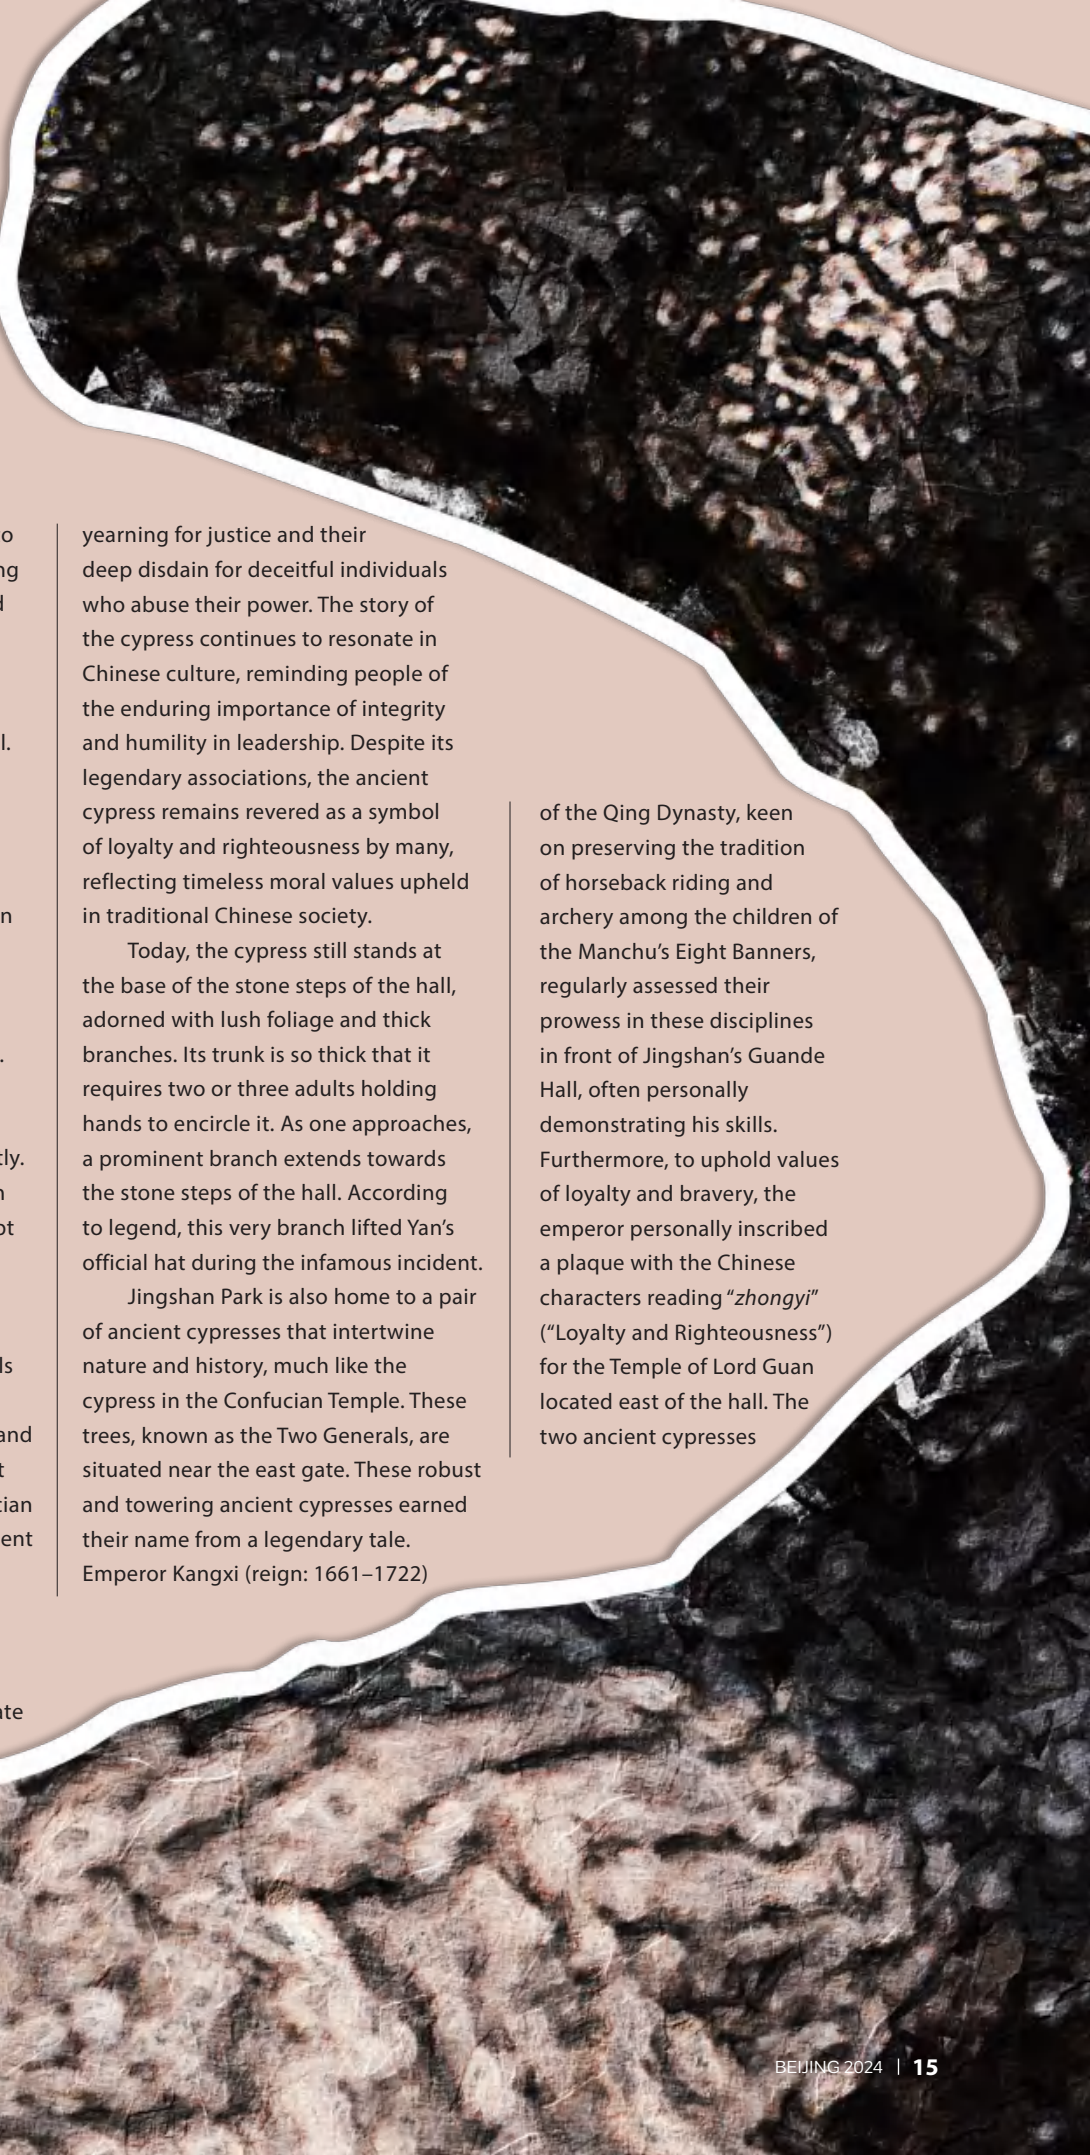 o
ng
d
l.
n
.
tly.
n
pt
ls
and
t
cian
ent
ate
yearning for justice and their
deep disdain for deceitful individuals
who abuse their power. The story of
the cypress continues to resonate in
Chinese culture, reminding people of
the enduring importance of integrity
and humility in leadership. Despite its
legendary associations, the ancient
cypress remains revered as a symbol
of loyalty and righteousness by many,
reflecting timeless moral values upheld
in traditional Chinese society.
Today, the cypress still stands at
the base of the stone steps of the hall,
adorned with lush foliage and thick
branches. Its trunk is so thick that it
requires two or three adults holding
hands to encircle it. As one approaches,
a prominent branch extends towards
the stone steps of the hall. According
to legend, this very branch lifted Yan’s
official hat during the infamous incident.
Jingshan Park is also home to a pair
of ancient cypresses that intertwine
nature and history, much like the
cypress in the Confucian Temple. These
trees, known as the Two Generals, are
situated near the east gate. These robust
and towering ancient cypresses earned
their name from a legendary tale.
Emperor Kangxi (reign: 1661–1722)
of the Qing Dynasty, keen
on preserving the tradition
of horseback riding and
archery among the children of
the Manchu’s Eight Banners,
regularly assessed their
prowess in these disciplines
in front of Jingshan’s Guande
Hall, often personally
demonstrating his skills.
Furthermore, to uphold values
of loyalty and bravery, the
emperor personally inscribed
a plaque with the Chinese
characters reading “zhongyi”
(“Loyalty and Righteousness”)
for the Temple of Lord Guan
located east of the hall. The
two ancient cypresses
BEIJING 2024 | 15